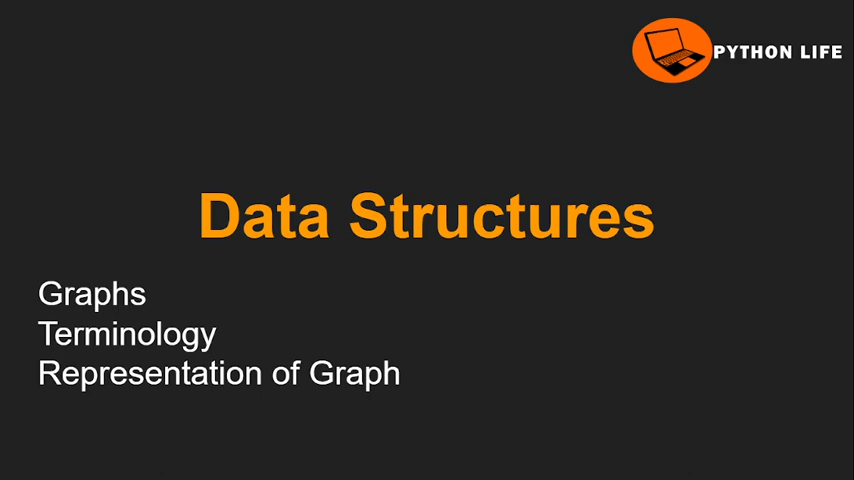 PYTHON LIFE
Data Structures
Graphs
Terminology
Representation of Graph